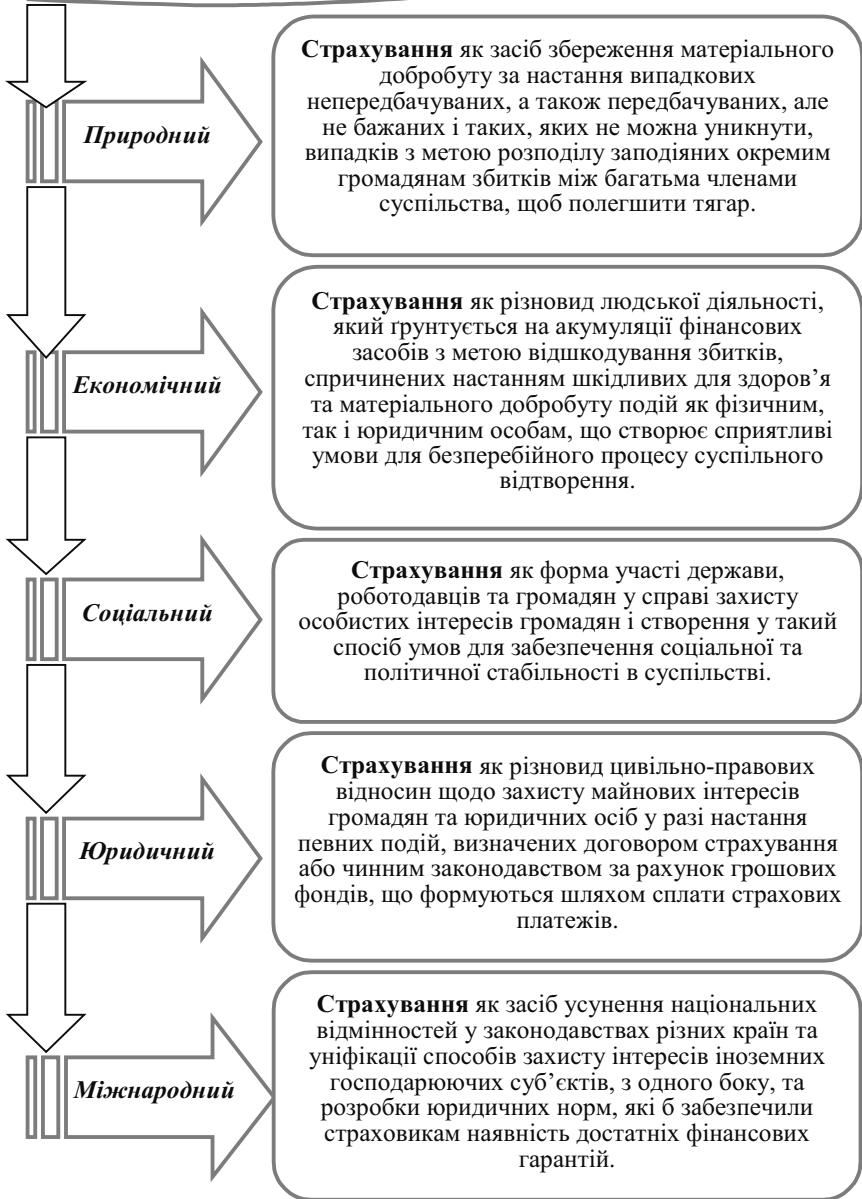 Природний
Страхування як засіб збереження матеріального
добробуту за настання випадкових
непередбачуваних, а також передбачуваних, але
не бажаних і таких, яких не можна уникнути,
випадків з метою розподілу заподіяних окремим
громадянам збитків між багатьма членами
суспільства, щоб полегшити тягар.
Економічний
Страхування як різновид людської діяльності,
який ґрунтується на акумуляції фінансових
засобів з метою відшкодування збитків,
спричинених настанням шкідливих для здоров’я
та матеріального добробуту подій як фізичним,
так і юридичним особам, що створює сприятливі
умови для безперебійного процесу суспільного
відтворення.
Соціальний
Страхування як форма участі держави,
роботодавців та громадян у справі захисту
особистих інтересів громадян і створення у такий
спосіб умов для забезпечення соціальної та
політичної стабільності в суспільстві.
Юридичний
Страхування як різновид цивільно-правових
відносин щодо захисту майнових інтересів
громадян та юридичних осіб у разі настання
певних подій, визначених договором страхування
або чинним законодавством за рахунок грошових
фондів, що формуються шляхом сплати страхових
платежів.
Міжнародний
Страхування як засіб усунення національних
відмінностей у законодавствах різних країн та
уніфікації способів захисту інтересів іноземних
господарюючих суб’єктів, з одного боку, та
розробки юридичних норм, які б забезпечили
страховикам наявність достатніх фінансових
гарантій.